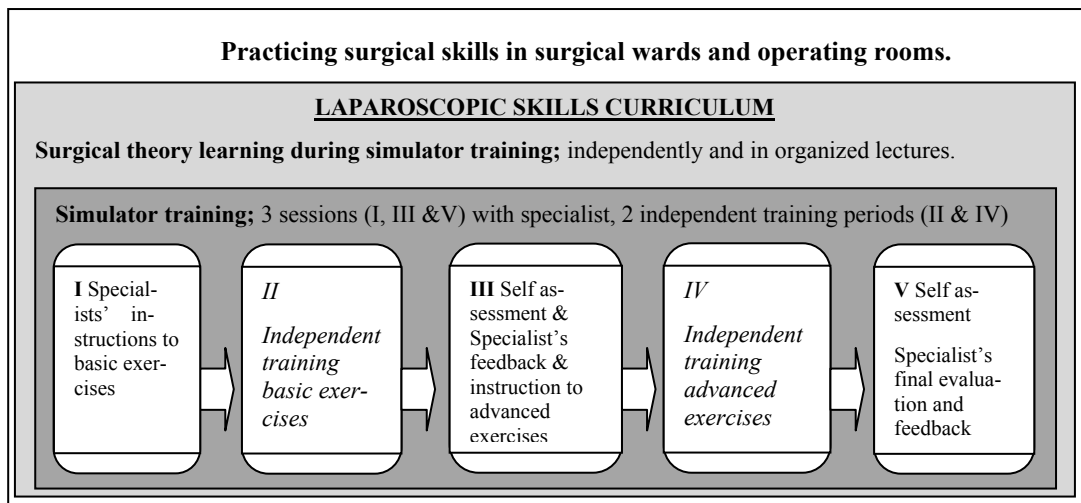 Practicing surgical skills in surgical wards and operating rooms.
LAPAROSCOPIC SKILLS CURRICULUM
Surgical theory learning during simulator training; independently and in organized lectures.
Simulator training; 3 sessions (I, III &V) with specialist, 2 independent training periods (II & IV)
I Special-
ists' in-
structions to
basic exer-
cises
II
Independent
training
basic exer-
cises
III Self as-
sessment &
Specialist's
feedback &
instruction to
advanced
exercises
IV
Independent
training
advanced
exercises
V Self as-
sessment
Specialist's
final evalua-
tion and
feedback